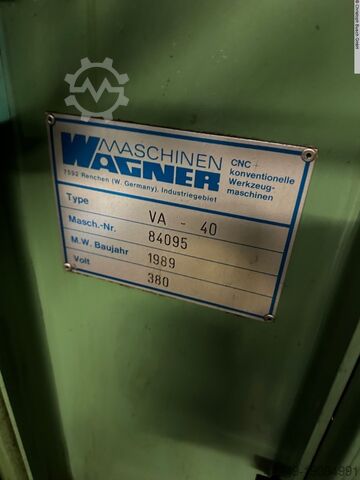 MASCHINEN
WAGNER
7592 Renchen (W. Germany), Industriegebiet
CNC +
konventionelle
Werkzeug-
maschinen
Type VA - 40
Masch.-Nr. 84095
M.W. Baujahr 1989
Volt 380